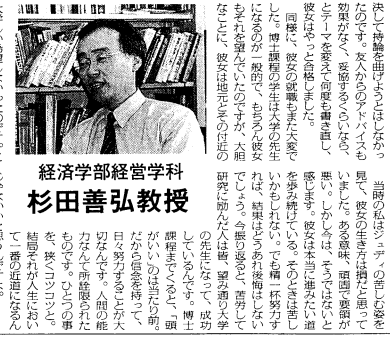 決して持論を曲げようとはしなかっ
たのです。友人からのアドバイスも
効果がなく、妥協するぐらいなら、
とテーマを変えて何度も書き直し、
彼女はやっと合格しました。
同様に、彼女の就職もまた大変で
した。博士課程の学生は大学の先生
になるのが一般的で、もちろん彼女
もそれを望んでいたのですが、大胆
なことに、彼女は地元とその付近の
経済学部経営学科
杉田善弘教授
当時の私はジュディの苦しむ姿を
見て、彼女の生き方は損だと思って
いました。ある意味、頑固で要領が
悪い。しかし今は、そうではないと
感じます。彼女は本当に進みたい道
を歩み続けている。そのときは苦し
いかもしれない。でも精一杯努力す
れば、結果はどうあれ後悔はしない
でしょう。今振り返ると、苦労して
研究に励んだ人は皆、望み通り大学
の先生になって、成功
しているんです。博士
課程までくると、「頭
がいい」のは当たり前。
だから信念を持って、
日々努力することが大
切なんです。人間の能
力なんて所詮限られた
ものです。ひとつの事
を、狭くコツコツと。
結局それが人生におい
て一番の近道になるん